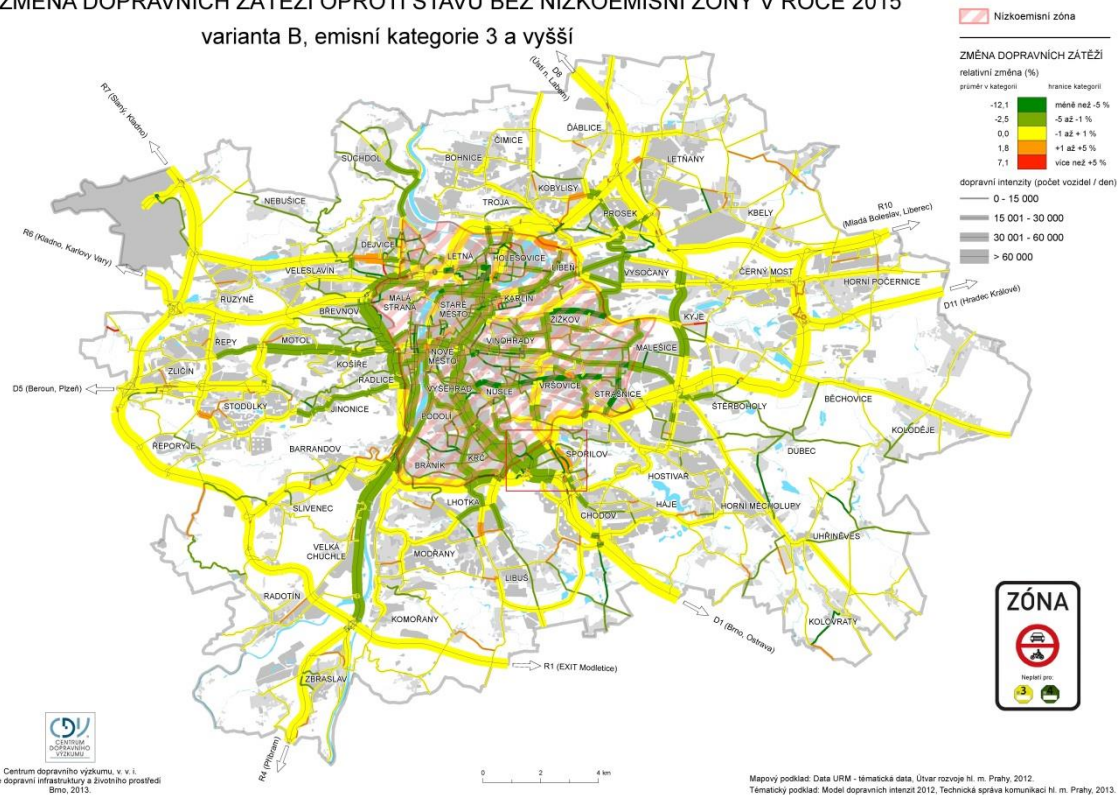 ZMĚNA DOPRAVNÍCH ZÁTĚŽÍ OPROTI STAVU BEZ NÍZKOEMISNÍ ZÓNY V ROCE 2015
varianta B, emisní kategorie 3 a vyšší
Nízkoemisní zóna
ZMĚNA DOPRAVNÍCH ZÁTĚŽÍ
relativní změna (%)
průměr v kategorii hranice kategorií
-12,1 méně než -5 %
-2,5 -5 až -1 %
0,0 -1 až + 1 %
1,8 +1 až +5 %
7,1 více než +5 %
dopravní intenzity (počet vozidel / den)
0 - 15 000
15 001 - 30 000
30 001 - 60 000
> 60 000
D8
(Ústí n. Labem)
R7 (Slaný, Kladno)
R6 (Kladno, Karlovy Vary)
R10
(Mladá Boleslav, Liberec)
D11 (Hradec Králové)
D5 (Beroun, Plzeň)
D1 (Brno, Ostrava)
R1 (EXIT Modletice)
R4 (Příbram)
ĎÁBLICE
ČIMICE
BOHNICE
LETŇANY
SUCHDOL
KOBYLISY
TROJA
NEBUŠICE
PROSEK
KBELY
DEJVICE
LETNÁ
HOLEŠOVICE
LIBEŇ
VYSOČANY
ČERNÝ MOST
HORNÍ POČERNICE
VELESLAVÍN
RUZYNĚ
MALÁ
STRANA
STARÉ
MĚSTO
KARLÍN
BŘEVNOV
ŽIŽKOV
KYJE
ŘEPY
MOTOL
VINOHRADY
NOVÉ
MĚSTO
MALEŠICE
KOŠÍŘE
ZLIČÍN
RADLICE
VYŠEHRAD
NUSLE
VRŠOVICE
STRAŠNICE
STODŮLKY
JINONICE
PODOLÍ
ŠTĚRBOHOLY
BĚCHOVICE
KOLODĚJE
ŘEPORYJE
BARRANDOV
BRANÍK
KRČ
SPOŘILOV
DUBEČ
HOSTIVAŘ
LHOTKA
HÁJE
HORNÍ MĚCHOLUPY
SLIVENEC
CHODOV
VELKÁ
CHUCHLE
MODŘANY
UHŘÍNĚVES
LIBUŠ
RADOTÍN
KOMOŘANY
KOLOVRATY
ZBRASLAV
ZÓNA
Neplatí pro:
3 4
CDV
CENTRUM
DOPRAVNÍHO
VÝZKUMU
Centrum dopravního výzkumu, v. v. i.
dopravní infrastruktury a životního prostředí
Brno, 2013.
0 2 4 km
Mapový podklad: Data URM - tématická data, Útvar rozvoje hl. m. Prahy, 2012.
Tématický podklad: Model dopravních intenzit 2012, Technická správa komunikací hl. m. Prahy, 2013.